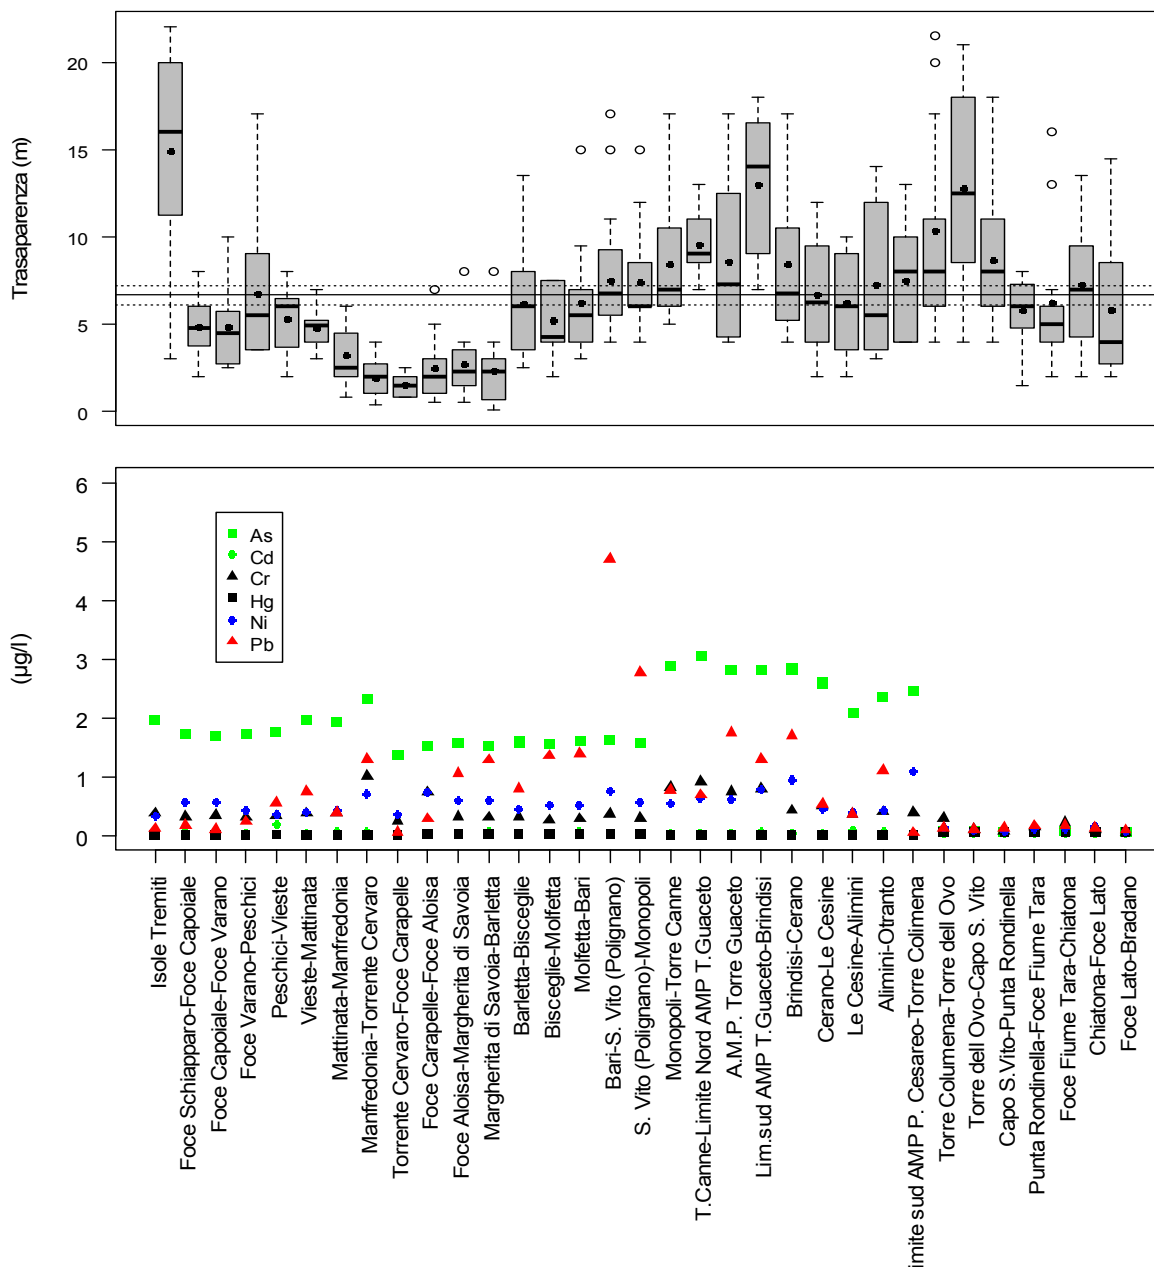 Trasaparenza (m)
20
15
10
5
0
(µg/l)
6
5
4
3
2
1
0
As
Cd
Cr
Hg
Ni
Pb
Isole Tremiti
Foce Schiapparo-Foce Capoiale
Foce Capoiale-Foce Varano
Foce Varano-Peschici
Peschici-Vieste
Vieste-Mattinata
Mattinata-Manfredonia
Manfredonia-Torrente Cervaro
Torrente Cervaro-Foce Carapelle
Foce Carapelle-Foce Aloisa
Foce Aloisa-Margherita di Savoia
Margherita di Savoia-Barletta
Barletta-Bisceglie
Bisceglie-Molfetta
Molfetta-Bari
Bari-S. Vito (Polignano)
S. Vito (Polignano)-Monopoli
Monopoli-Torre Canne
T.Canne-Limite Nord AMP T.Guaceto
A.M.P. Torre Guaceto
Lim.sud AMP T.Guaceto-Brindisi
Brindisi-Cerano
Cerano-Le Cesine
Le Cesine-Alimini
Alimini-Otranto
imite sud AMP P. Cesareo-Torre Colimena
Torre Columena-Torre dell Ovo
Torre dell Ovo-Capo S. Vito
Capo S.Vito-Punta Rondinella
Punta Rondinella-Foce Fiume Tara
Foce Fiume Tara-Chiatona
Chiatona-Foce Lato
Foce Lato-Bradano